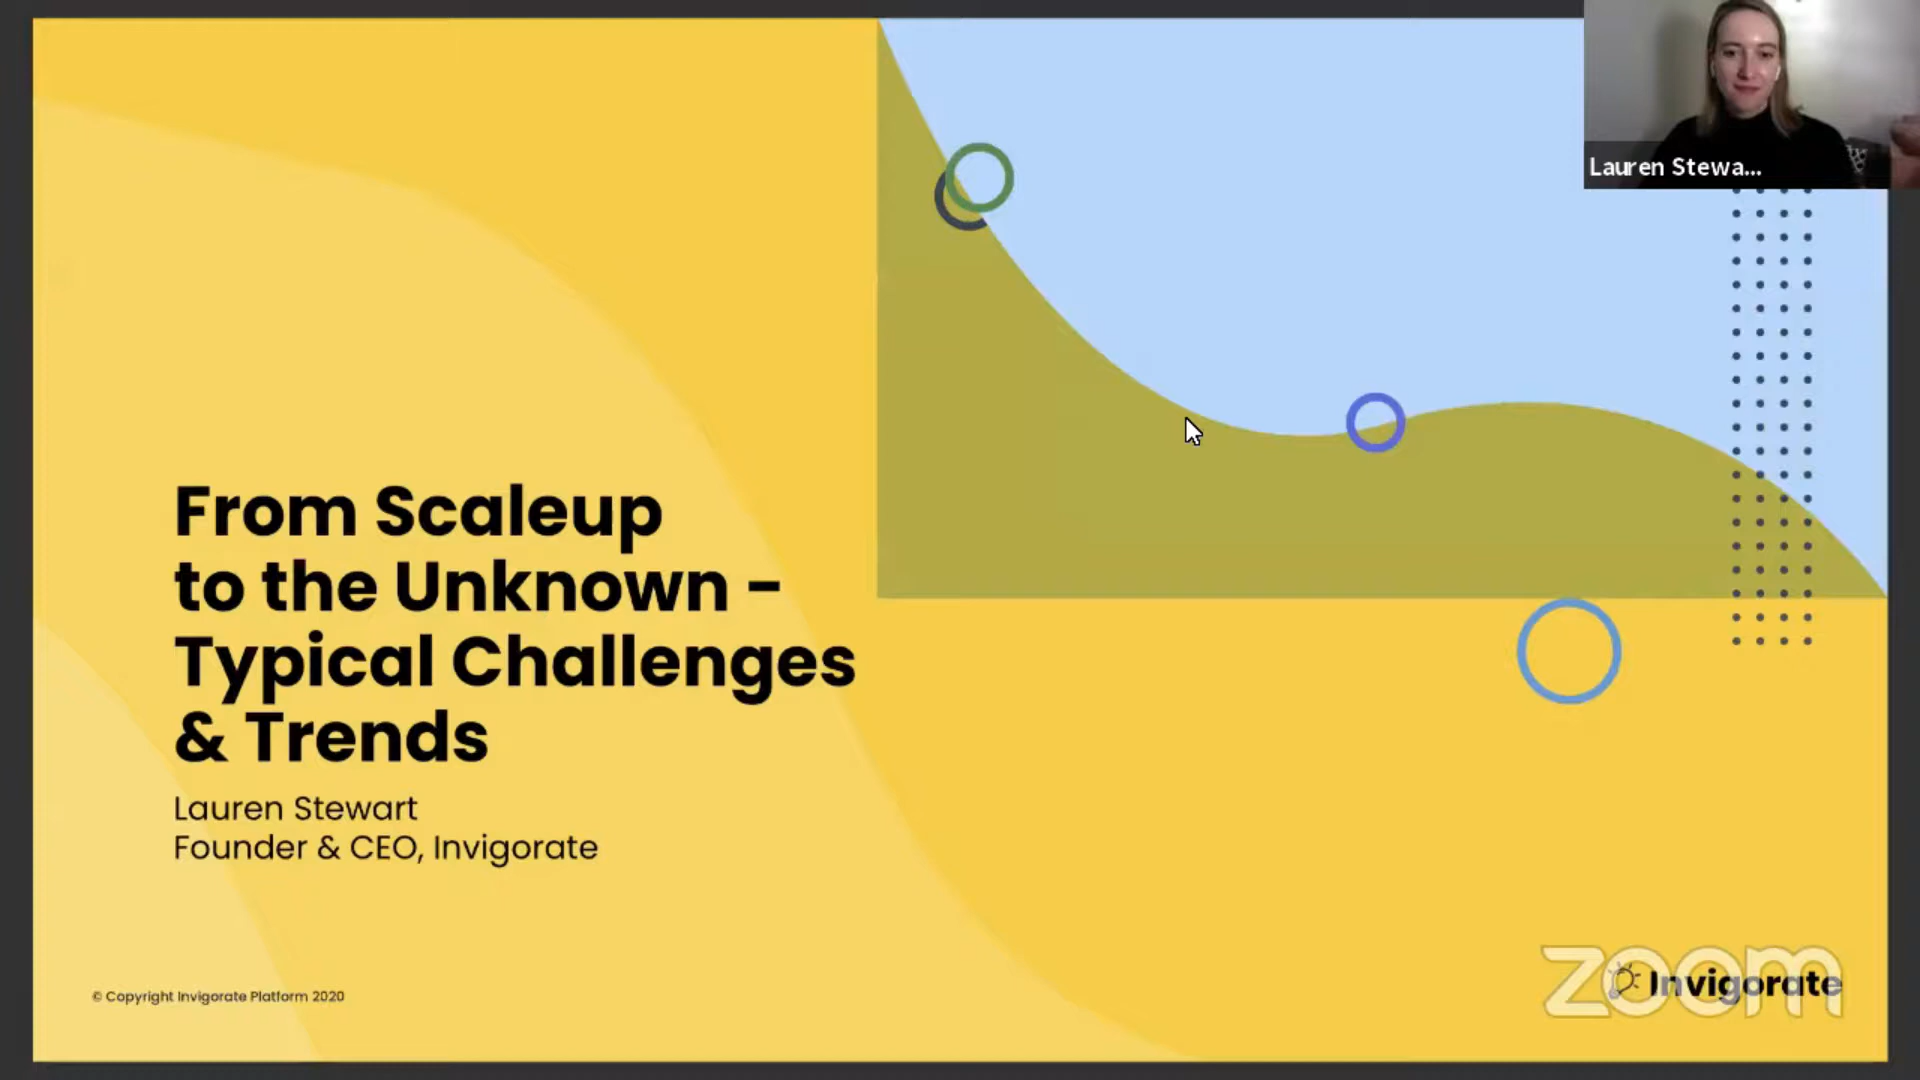 Lauren Stewa...
From Scaleup
to the Unknown -
Typical Challenges
& Trends
Lauren Stewart
Founder & CEO, Invigorate
© Copyright Invigorate Platform 2020
zoom
Invigorate